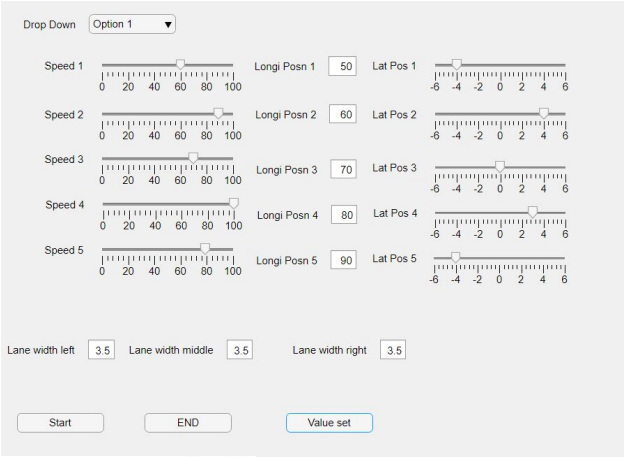 Drop Down Option 1
Speed 1 Longi Posn 1 50 Lat Pos 1
0 20 40 60 80 100 -6 -4 -2 0 2 4 6
Speed 2 Longi Posn 2 60 Lat Pos 2
0 20 40 60 80 100 -6 -4 -2 0 2 4 6
Speed 3 Longi Posn 3 70 Lat Pos 3
0 20 40 60 80 100 -6 -4 -2 0 2 4 6
Speed 4 Longi Posn 4 80 Lat Pos 4
0 20 40 60 80 100 -6 -4 -2 0 2 4 6
Speed 5 Longi Posn 5 90 Lat Pos 5
0 20 40 60 80 100 -6 -4 -2 0 2 4 6
Lane width left 3.5 Lane width middle 3.5 Lane width right 3.5
Start END Value set